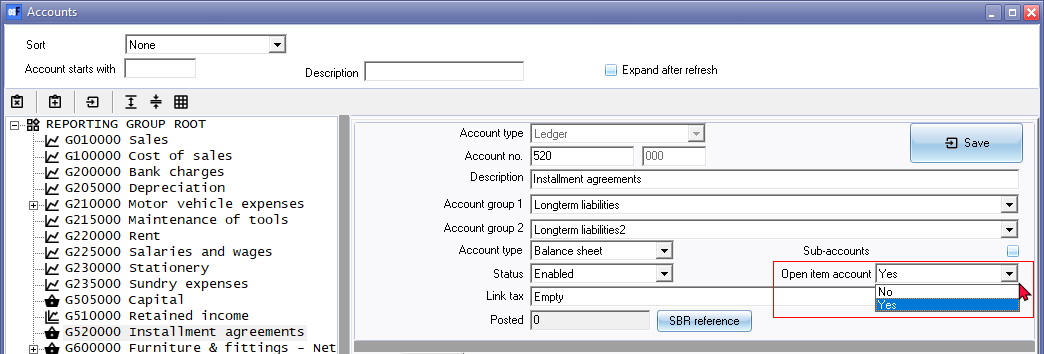 Accounts
Sort None
Account starts with
Description
Expand after refresh
REPORTING GROUP ROOT
G010000 Sales
G100000 Cost of sales
G200000 Bank charges
G205000 Depreciation
G210000 Motor vehicle expenses
G215000 Maintenance of tools
G220000 Rent
G225000 Salaries and wages
G230000 Stationery
G235000 Sundry expenses
G505000 Capital
G510000 Retained income
G520000 Installment agreements
G600000 Furniture & fittings - Net
Account type Ledger
Save
Account no. 520 000
Description Installment agreements
Account group 1 Longterm liabilities
Account group 2 Longterm liabilities2
Account type Balance sheet
Sub-accounts
Status Enabled
Open item account Yes
No
Yes
Link tax Empty
Posted 0
SBR reference